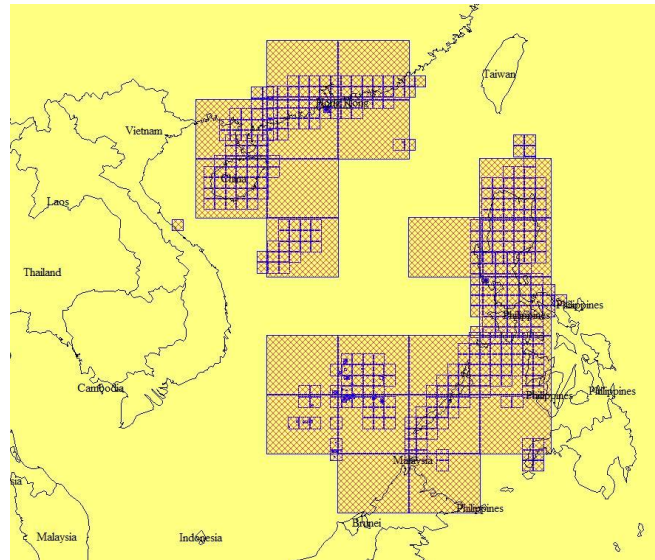 Taiwan
Hong Kong
Vietnam
China
Laos
Thailand
Philippines
Philippines
Cambodia
Philippines
Philippines
Malaysia
Philippines
Brunei
Malaysia
Indonesia